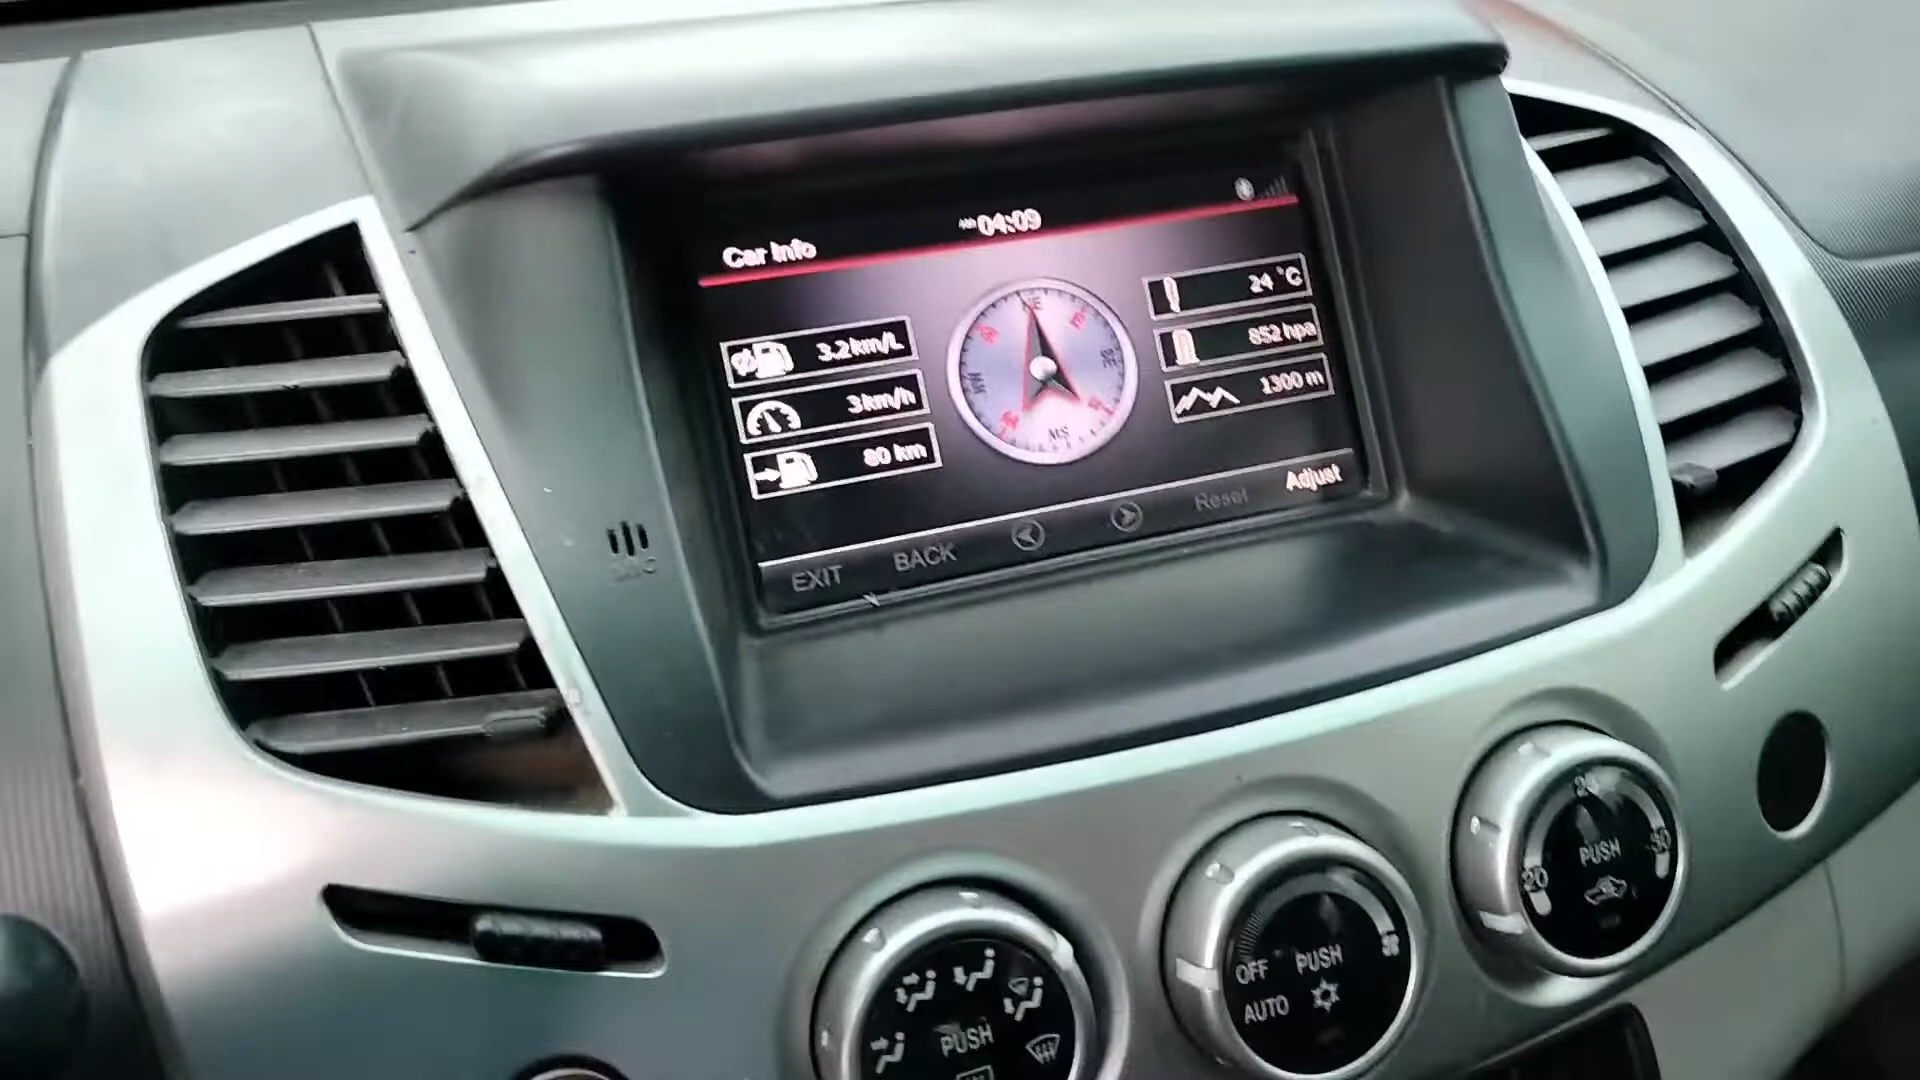 AM 04:09
Car Info
3.2km/L
3km/h
80 km
24 °C
852 hpa
1300 m
EXIT
BACK
Reset
Adjust
PUSH
20
30
OFF
PUSH
AUTO
PUSH